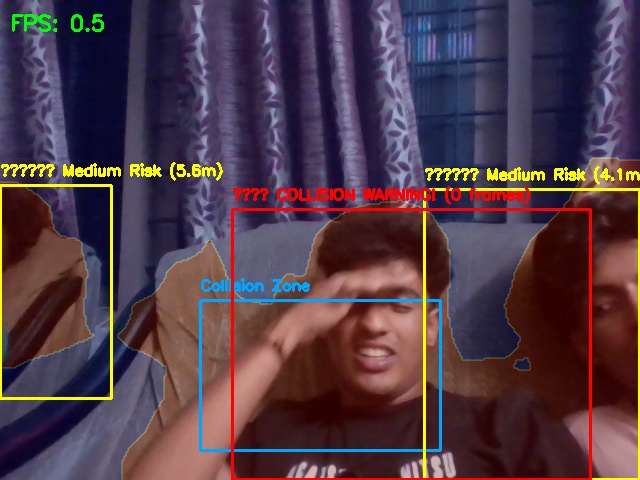 FPS: 0.5
?????? Medium Risk (5.6m)
?????? Medium Risk (4.1m
???? COLLISION WARNING! (0 frames)
Collision Zone